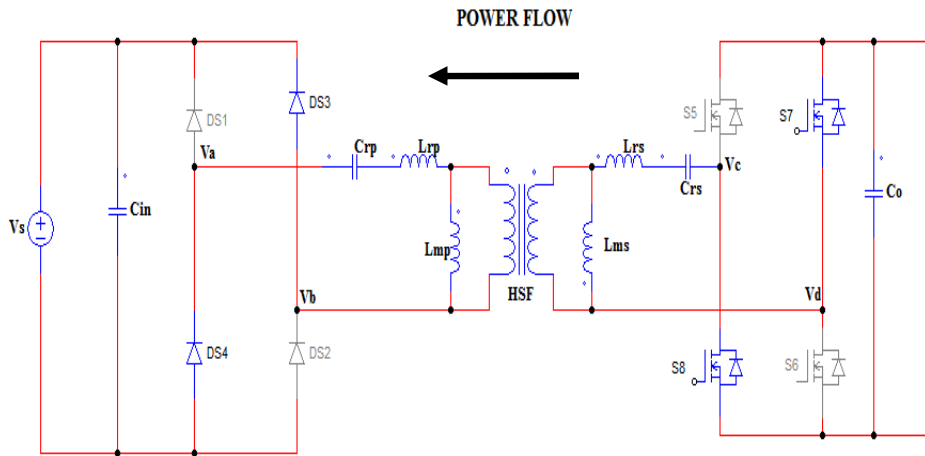 POWER FLOW
DS3
S5
S7
DS1
Va
Crp
Lrp
Lrs
Crs
Vc
Vs
Cin
Co
Lmp
Lms
Vb
HSF
Vd
DS4
DS2
S8
S6